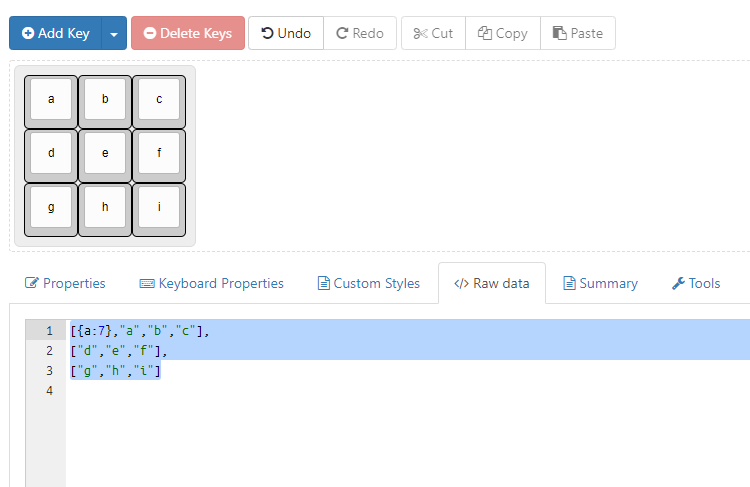 Add Key Delete Keys Undo Redo Cut Copy Paste
a b c
d e f
g h i
Properties Keyboard Properties Custom Styles </> Raw data Summary Tools
1 [{a:7},"a","b","c"],
2 ["d","e","f"],
3 ["g","h","i"]
4